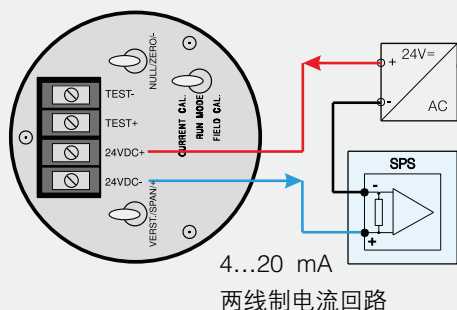 NULL/ZERO/-
TEST-
TEST+
24VDC+
24VDC-
CURRENT CAL.
RUN MODE
FIELD CAL.
VERST./SPAN/+
24V=
+
-
AC
SPS
-
+
4...20 mA
两线制电流回路